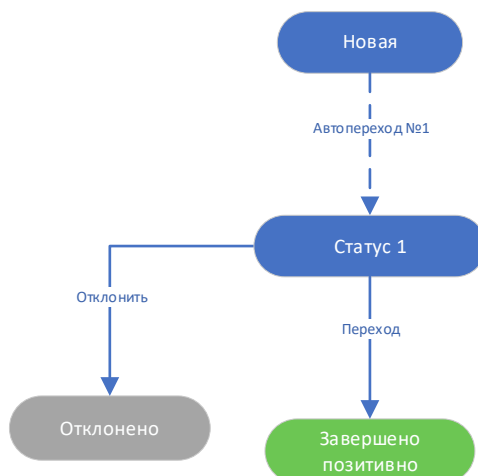 Новая
Автопереход №1
Статус 1
Отклонить
Переход
Отклонено
Завершено
позитивно